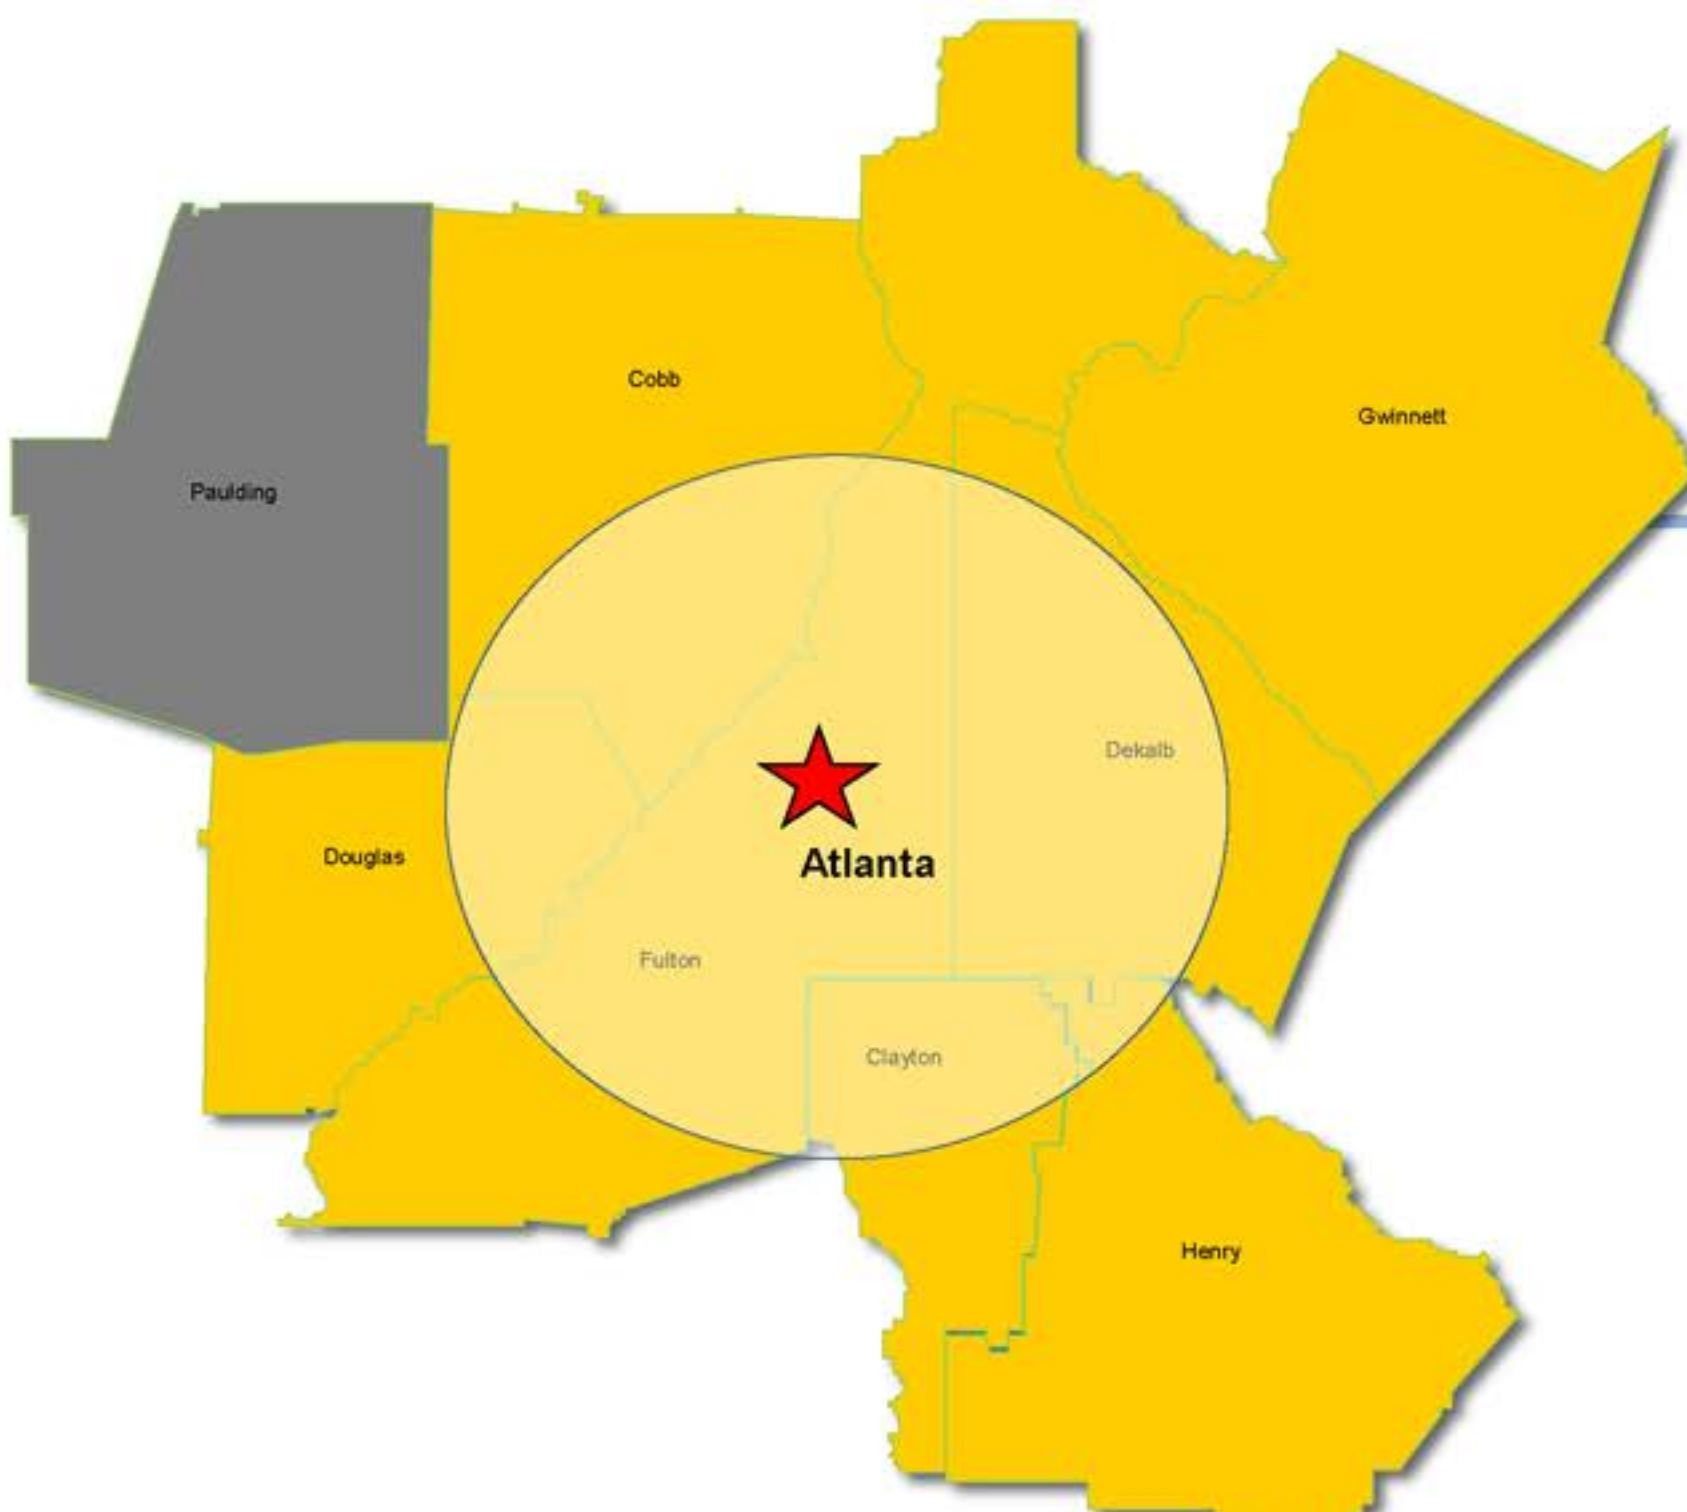 Cobb
Gwinnett
Paulding
Dekalb
Douglas
Atlanta
Fulton
Clayton
Henry